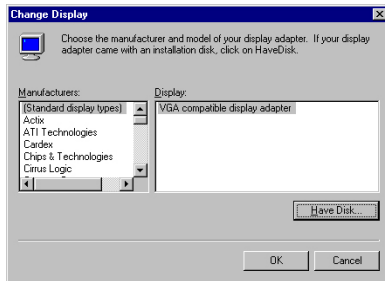 Change Display
Choose the manufacturer and model of your display adapter. If your display
adapter came with an installation disk, click on HaveDisk.
Manufacturers:
(Standard display types)
Actix
ATI Technologies
Cardex
Chips & Technologies
Cirrus Logic
Display:
VGA compatible display adapter
Have Disk...
OK
Cancel